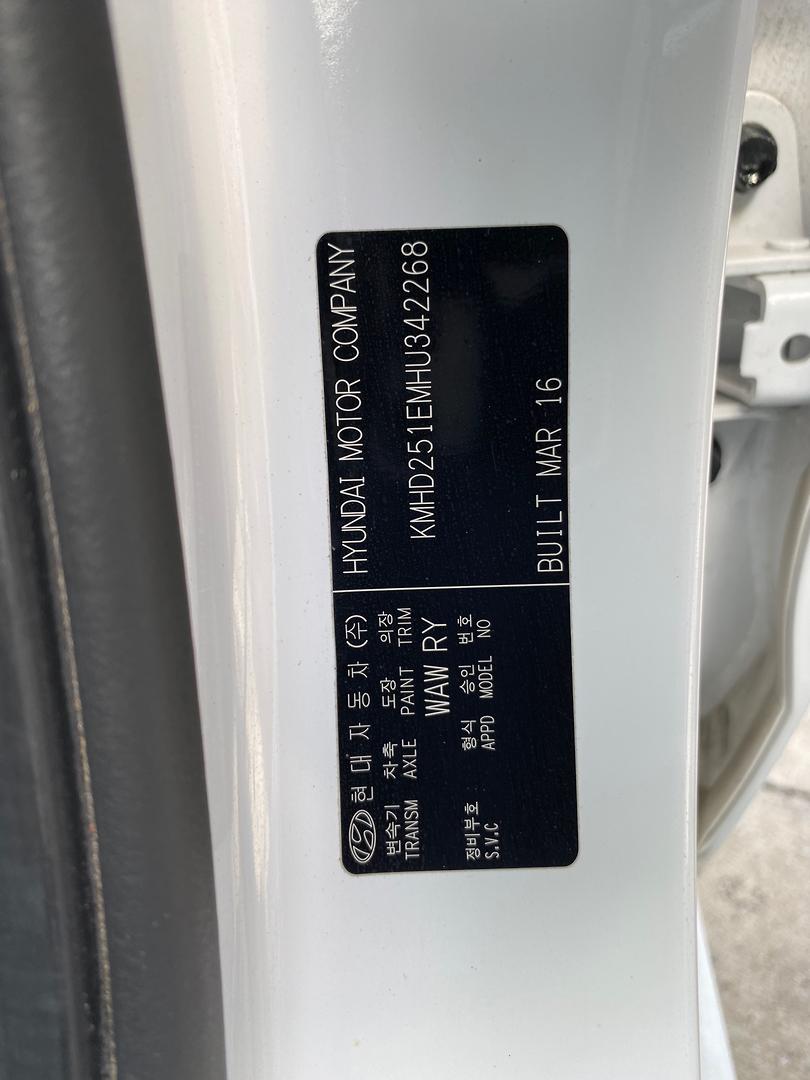 현대자동차(주)
변속기 차축 도장 의장
TRANSM AXLE PAINT TRIM
WAW RY
정비부호 형식 승인 번호
S.V.C APPD MODEL NO
HYUNDAI MOTOR COMPANY
KMHD251EMHU342268
BUILT MAR 16